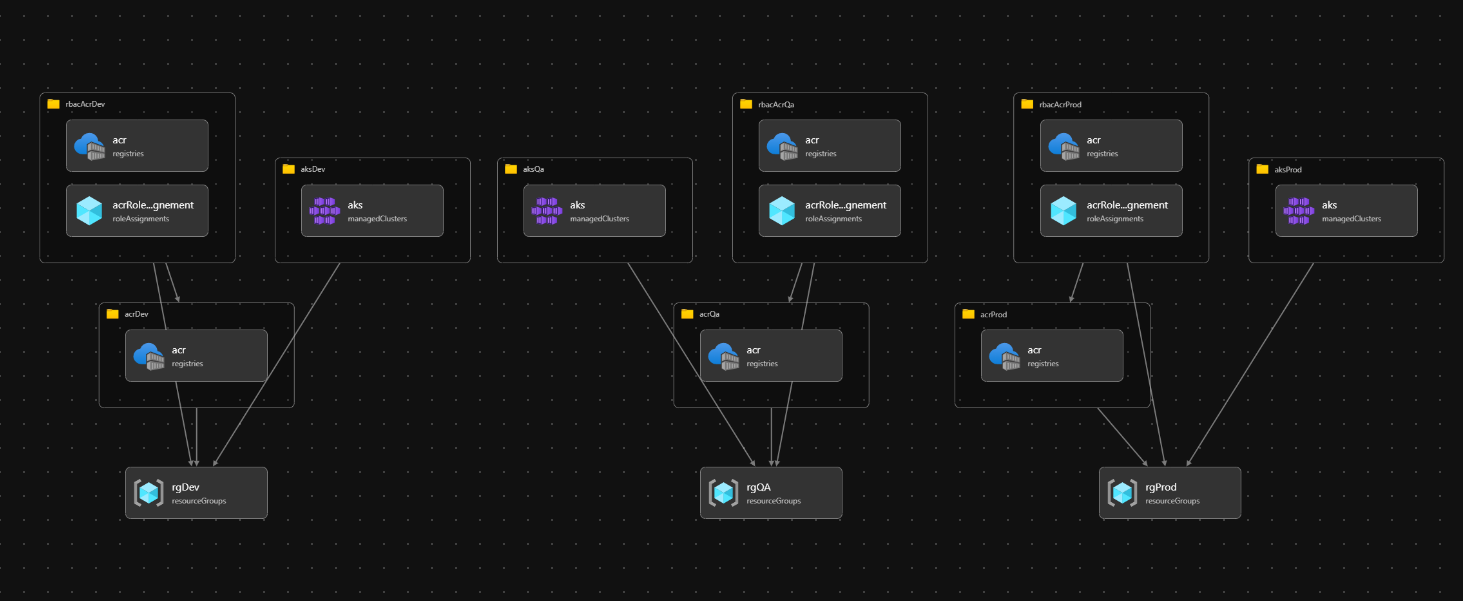 rbacAcrDev
acr
registries
acrRole...gnement
roleAssignments
aksDev
aks
managedClusters
aksQa
aks
managedClusters
rbacAcrQa
acr
registries
acrRole...gnement
roleAssignments
rbacAcrProd
acr
registries
acrRole...gnement
roleAssignments
aksProd
aks
managedClusters
acrDev
acr
registries
acrQa
acr
registries
acrProd
acr
registries
rgDev
resourceGroups
rgQA
resourceGroups
rgProd
resourceGroups